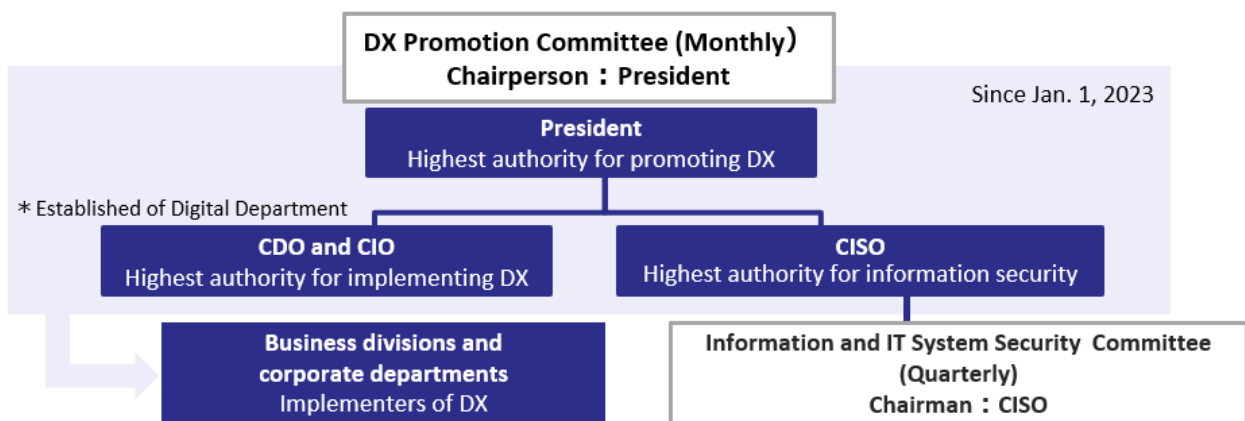 DX Promotion Committee (Monthly）
Chairperson：President
Since Jan. 1, 2023
President
Highest authority for promoting DX
＊Established of Digital Department
CDO and CIO
Highest authority for implementing DX
CISO
Highest authority for information security
Business divisions and
corporate departments
Implementers of DX
Information and IT System Security Committee
(Quarterly)
Chairman：CISO